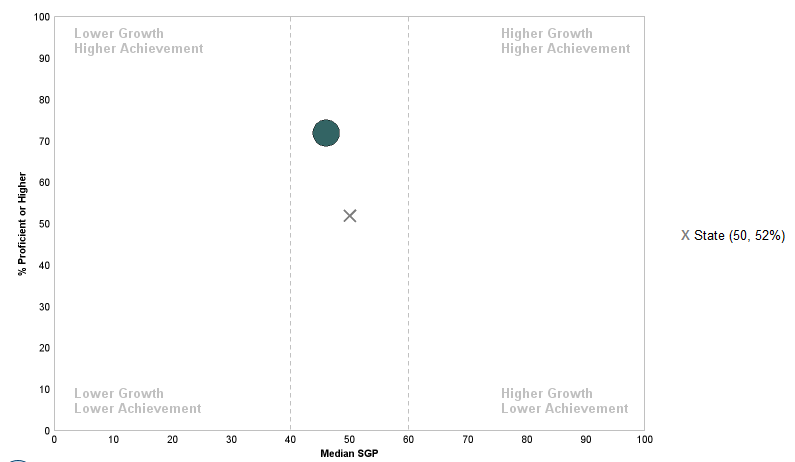 Lower Growth
Higher Achievement
Higher Growth
Higher Achievement
100
90
80
70
60
50
40
30
20
10
0
% Proficient or Higher
X State (50, 52%)
Lower Growth
Lower Achievement
Higher Growth
Lower Achievement
0 10 20 30 40 50 60 70 80 90 100
Median SGP